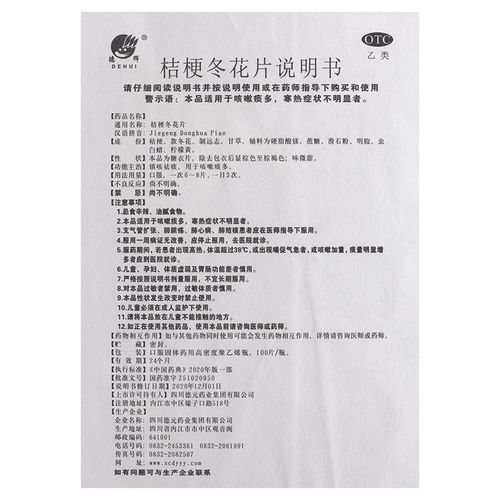 德辉
DEHUI
OTC
乙类
桔梗冬花片说明书
请仔细阅读说明书并按说明使用或在药师指导下购买和使用
警示语：本品适用于咳嗽痰多，寒热症状不明显者。
【药品名称】
通用名称：桔梗冬花片
汉语拼音：Jiegeng Donghua Pian
【成　　份】桔梗、款冬花、制远志、甘草，辅料为硬脂酸镁、蔗糖、滑石粉、明胶、虫
白蜡、柠檬黄。
【性　　状】本品为糖衣片，除去包衣后显棕色至棕褐色；味微甜。
【功能主治】镇咳祛痰。用于咳嗽痰多。
【用法用量】口服。一次6～8片，一日3次。
【不良反应】尚不明确。
【禁　　忌】尚不明确。
【注意事项】
1.忌食辛辣、油腻食物。
2.本品适用于咳嗽痰多，寒热症状不明显者。
3.支气管扩张、肺脓疡、肺心病、肺结核患者应在医师指导下服用。
4.服用一周病证无改善，应停止服用，去医院就诊。
5.服药期间，若患者出现高热，体温超过38℃，或出现喘促气急者，或咳嗽加重，痰量明显增
多者应到医院就诊。
6.儿童、孕妇、体质虚弱及脾胃肠功能差者慎用。
7.严格按照说明书剂量服用，不宜长期服用。
8.对本品过敏者禁用，过敏体质者慎用。
9.本品性状发生改变时禁止使用。
10.儿童必须在成人监护下使用。
11.请将本品放在儿童不能接触的地方。
12.如正在使用其他药品，使用本品前请咨询医师或药师。
【药物相互作用】如与其他药物同时使用可能会发生药物相互作用，详情请咨询医师或药师。
【贮　　藏】密封。
【包　　装】口服固体药用高密度聚乙烯瓶，100片/瓶。
【有 效 期】24个月
【执行标准】《中国药典》2020年版一部
【批准文号】国药准字Z51020950
【说明书修订日期】2020年12月01日
【上市许可持有人】四川德元药业集团有限公司
【注册地址】内江市中区壕子口路518号
【生产企业】
企业名称：四川德元药业集团有限公司
生产地址：四川省内江市市中区观音阁
邮政编码：641001
电话号码：0832-2453361　0832-2081991
传真号码：0832-2082507
网　　址：www.scdyyy.com
如有问题可与生产企业联系